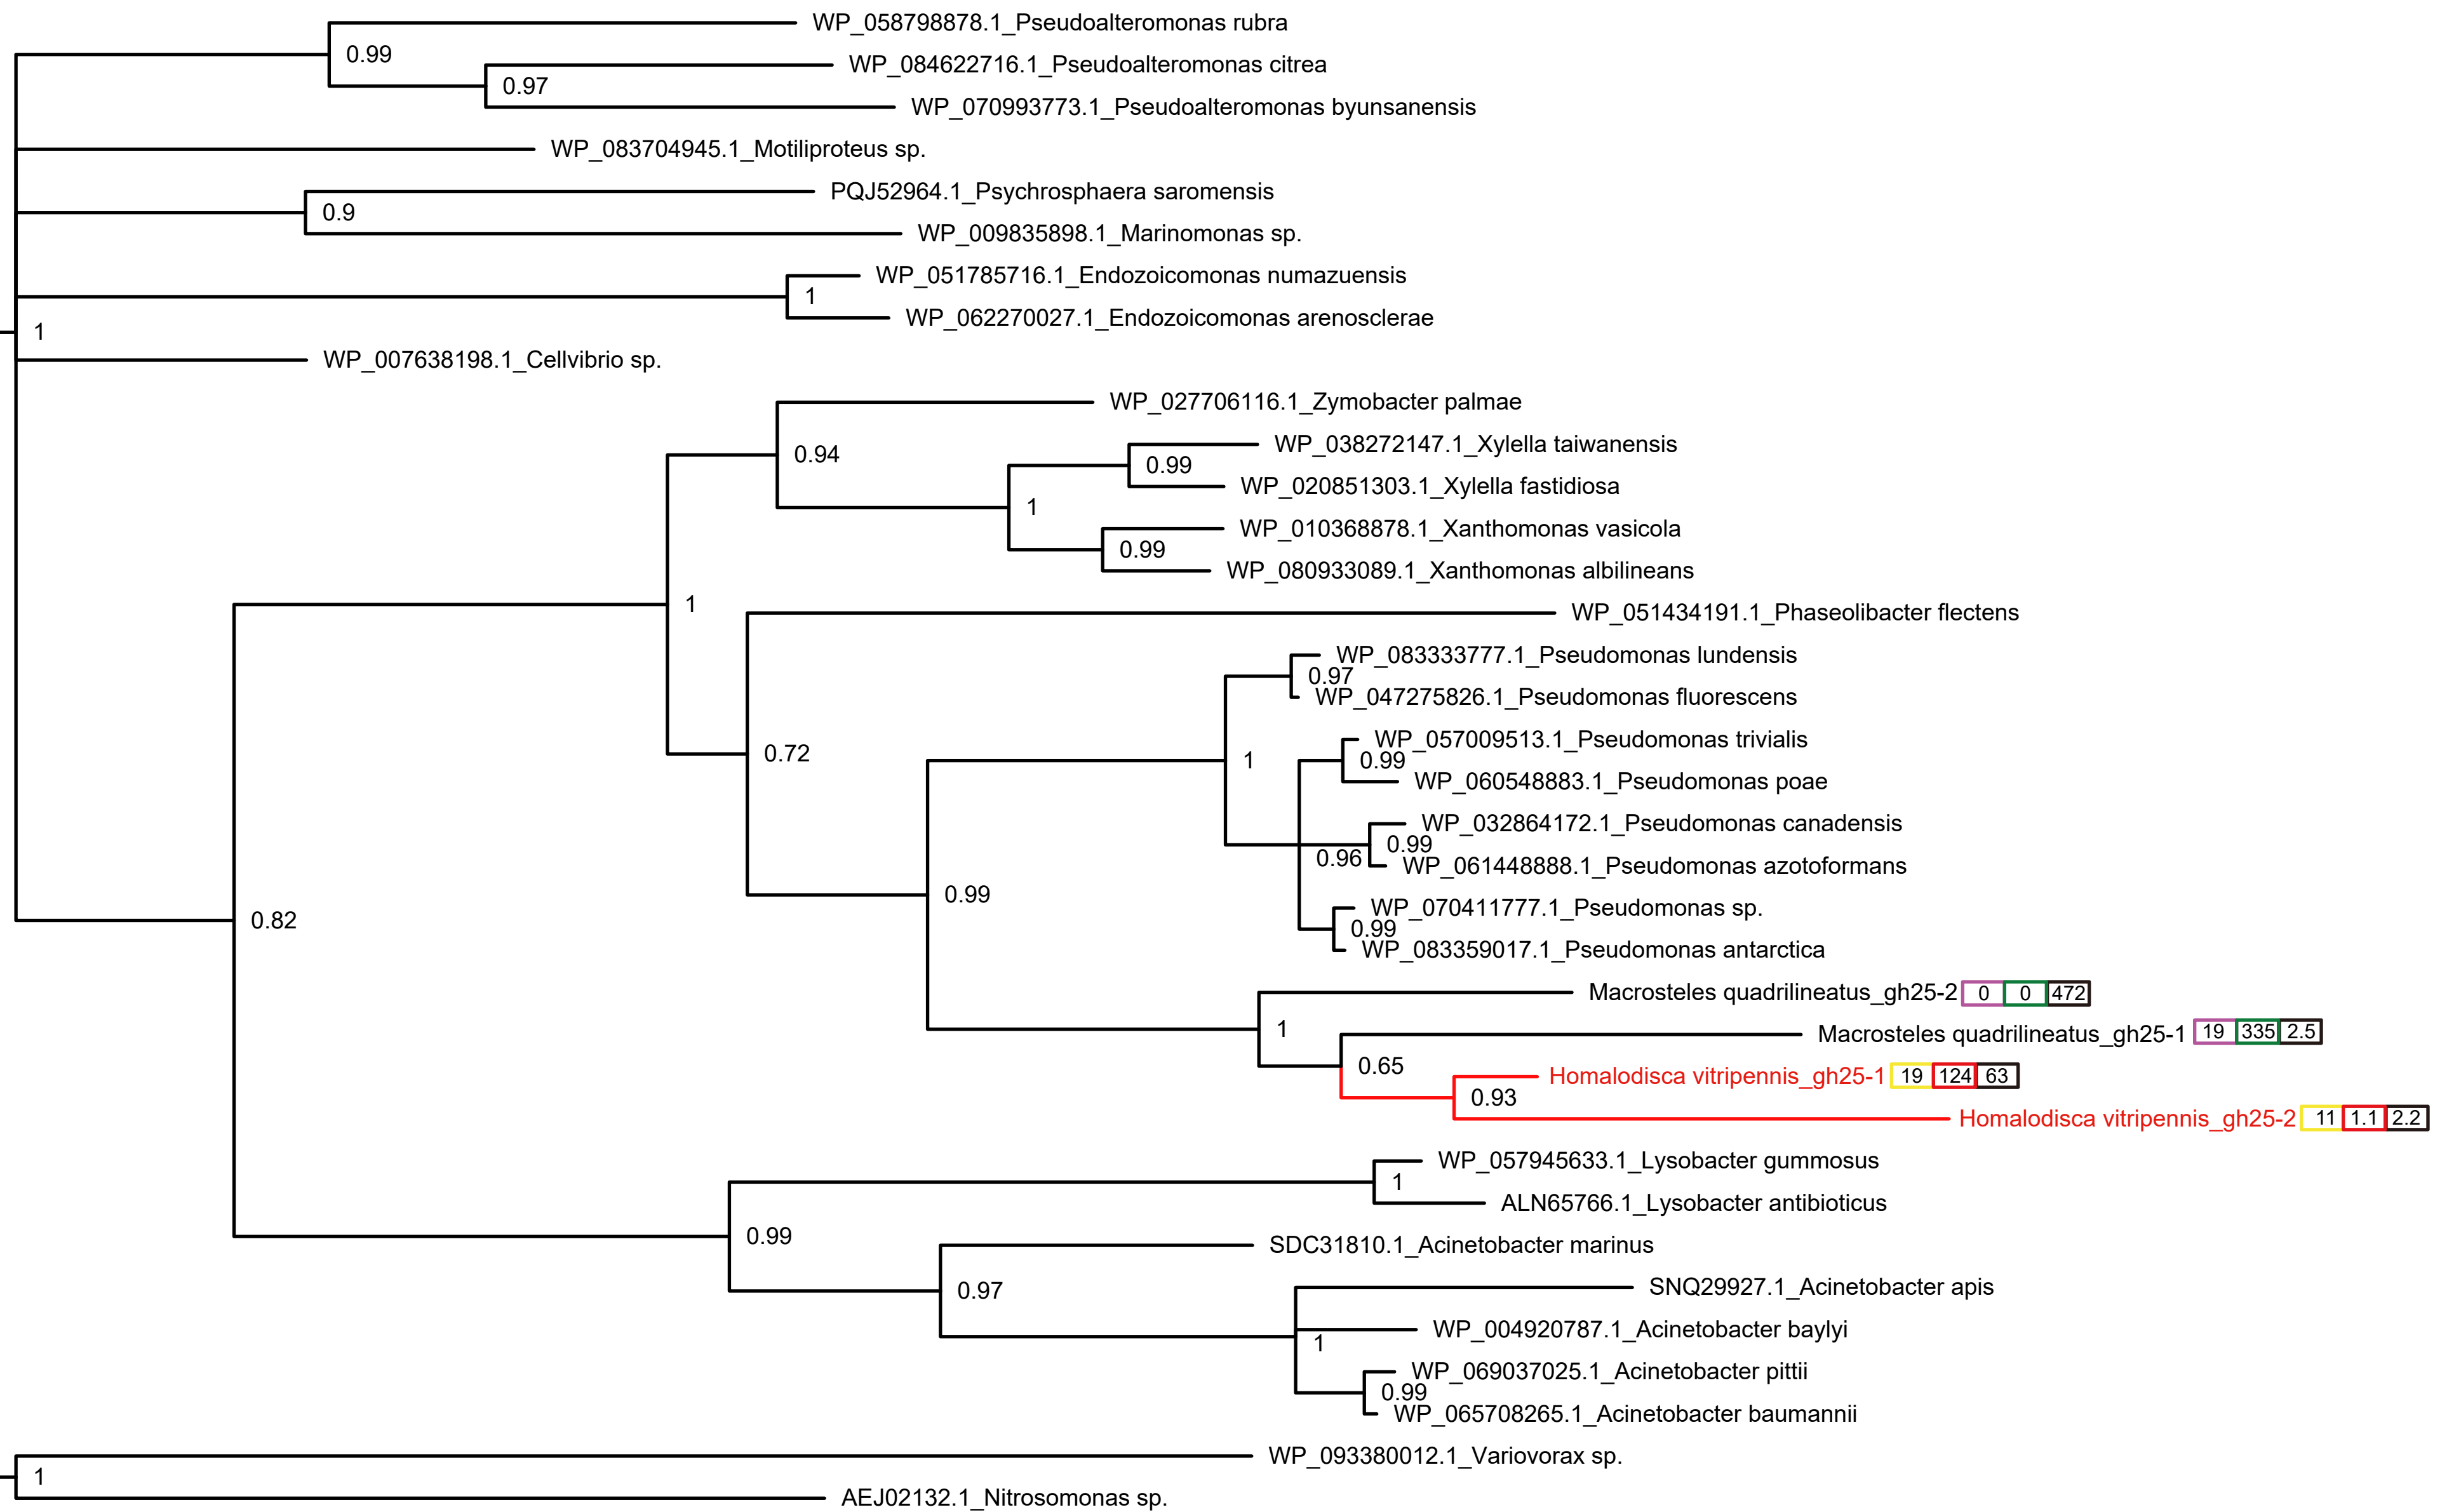 WP_058798878.1_Pseudoalteromonas rubra
0.99
WP_084622716.1_Pseudoalteromonas citrea
0.97
WP_070993773.1_Pseudoalteromonas byunsanensis
WP_083704945.1_Motiliproteus sp.
PQJ52964.1_Psychrosphaera saromensis
0.9
WP_009835898.1_Marinomonas sp.
WP_051785716.1_Endozoicomonas numazuensis
1
WP_062270027.1_Endozoicomonas arenosclerae
1
WP_007638198.1_Cellvibrio sp.
WP_027706116.1_Zymobacter palmae
WP_038272147.1_Xylella taiwanensis
0.94
0.99
WP_020851303.1_Xylella fastidiosa
1
WP_010368878.1_Xanthomonas vasicola
0.99
WP_080933089.1_Xanthomonas albilineans
1
WP_051434191.1_Phaseolibacter flectens
WP_083333777.1_Pseudomonas lundensis
0.97
WP_047275826.1_Pseudomonas fluorescens
WP_057009513.1_Pseudomonas trivialis
0.72
1
0.99
WP_060548883.1_Pseudomonas poae
WP_032864172.1_Pseudomonas canadensis
0.99
0.96
WP_061448888.1_Pseudomonas azotoformans
0.99
WP_070411777.1_Pseudomonas sp.
0.82
0.99
WP_083359017.1_Pseudomonas antarctica
Macrosteles quadrilineatus_gh25-2 0 0 472
1
Macrosteles quadrilineatus_gh25-1 19 335 2.5
0.65
Homalodisca vitripennis_gh25-1 19 124 63
0.93
Homalodisca vitripennis_gh25-2 11 1.1 2.2
WP_057945633.1_Lysobacter gummosus
1
ALN65766.1_Lysobacter antibioticus
0.99
SDC31810.1_Acinetobacter marinus
0.97
SNQ29927.1_Acinetobacter apis
WP_004920787.1_Acinetobacter baylyi
1
WP_069037025.1_Acinetobacter pittii
0.99
WP_065708265.1_Acinetobacter baumannii
WP_093380012.1_Variovorax sp.
1
AEJ02132.1_Nitrosomonas sp.